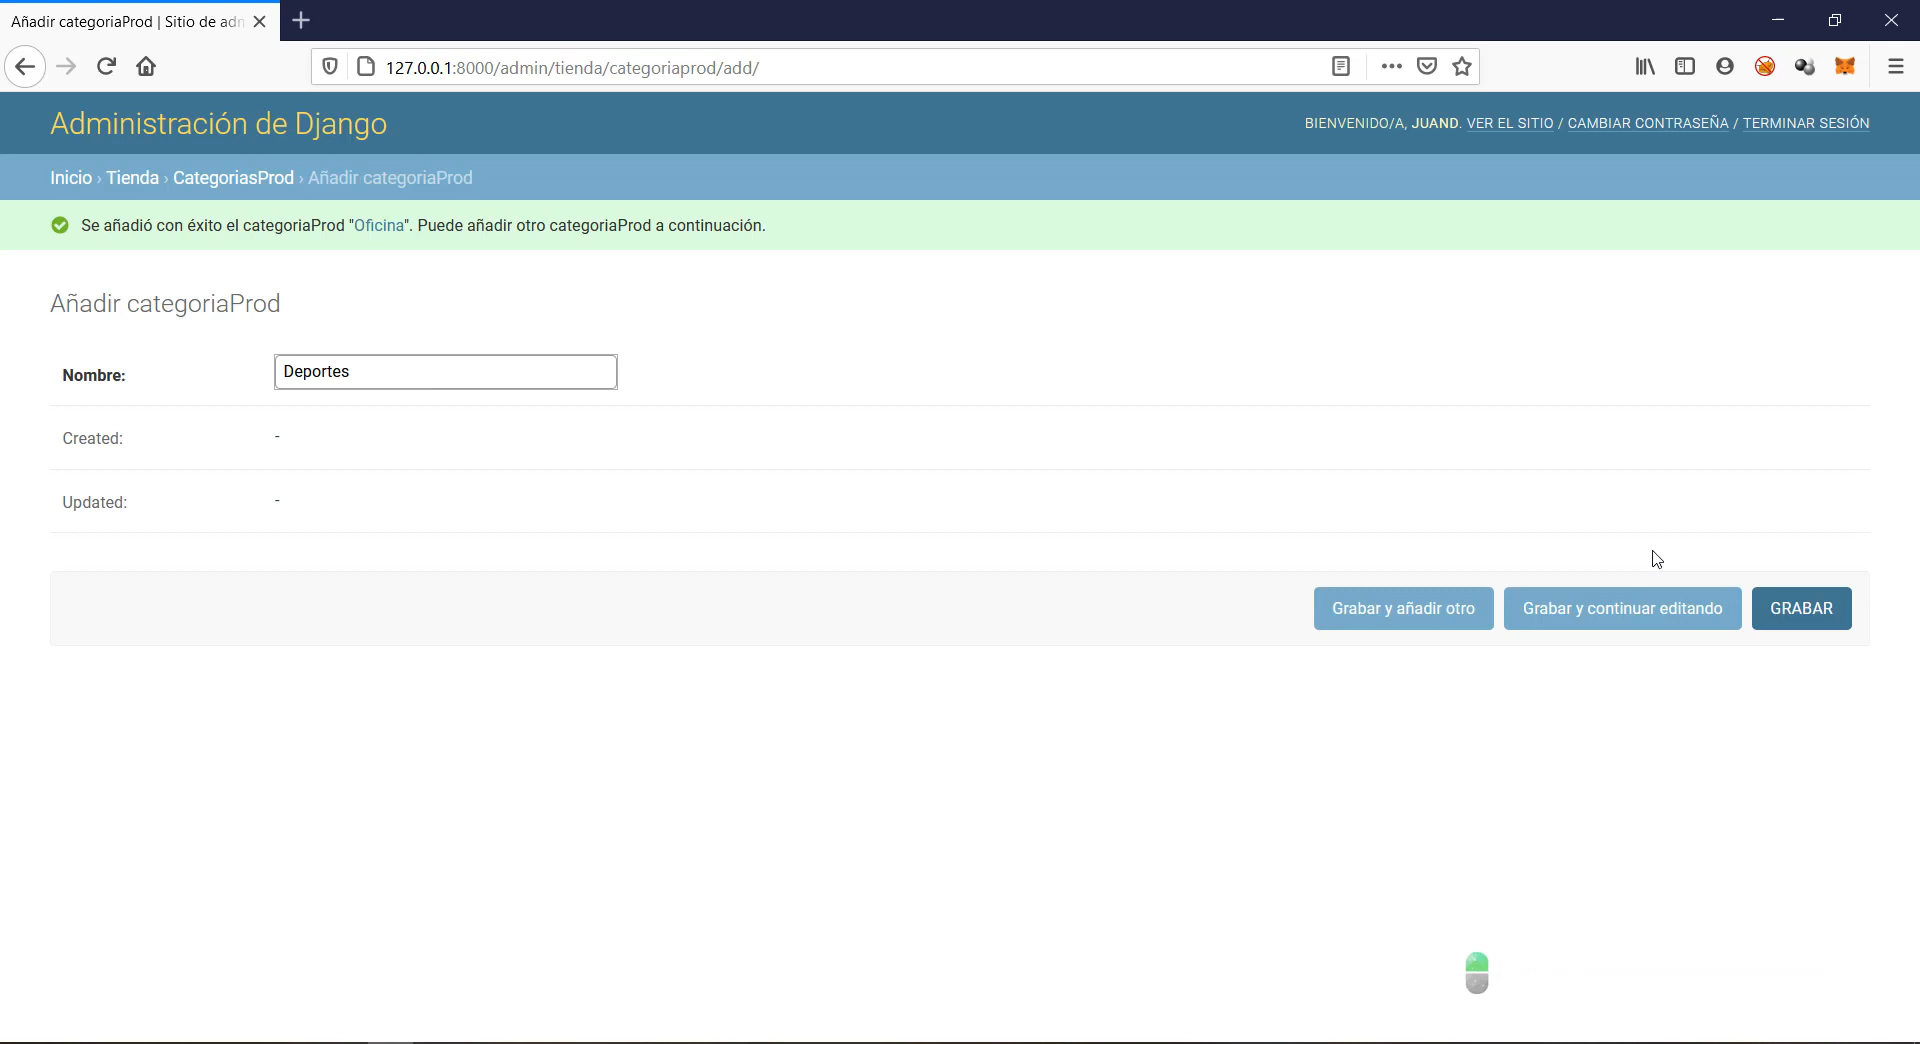 Añadir categoriaProd | Sitio de adm
127.0.0.1:8000/admin/tienda/categoriaprod/add/
Administración de Django
BIENVENIDO/A, JUAND. VER EL SITIO / CAMBIAR CONTRASEÑA / TERMINAR SESIÓN
Inicio › Tienda › CategoriasProd › Añadir categoriaProd
Se añadió con éxito el categoriaProd "Oficina". Puede añadir otro categoriaProd a continuación.
Añadir categoriaProd
Nombre: Deportes
Created: -
Updated: -
Grabar y añadir otro Grabar y continuar editando GRABAR